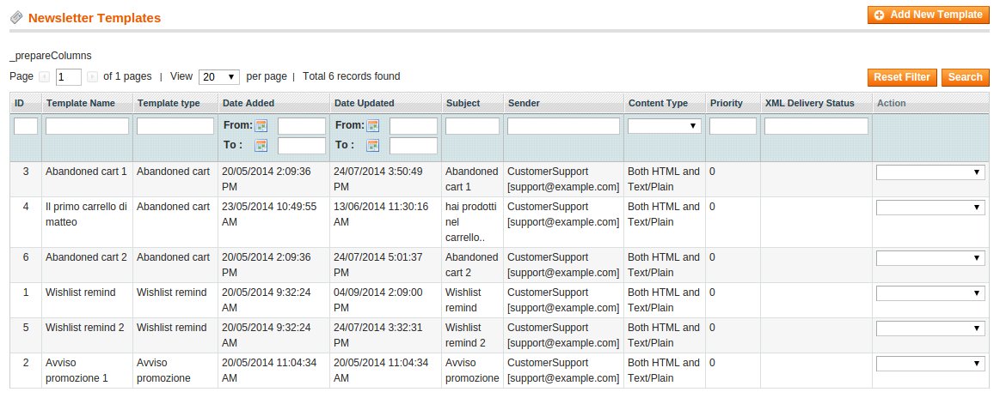 Newsletter Templates
Add New Template
_prepareColumns
Page 1 of 1 pages | View 20 per page | Total 6 records found
Reset Filter Search
ID Template Name Template type Date Added Date Updated Subject Sender Content Type Priority XML Delivery Status Action
From: From:
To : To :
3 Abandoned cart 1 Abandoned cart 20/05/2014 2:09:36 24/07/2014 3:50:49 Abandoned CustomerSupport Both HTML and 0
PM PM cart 1 [support@example.com] Text/Plain
4 Il primo carrello di Abandoned cart 23/05/2014 10:49:55 13/06/2014 11:30:16 hai prodotti CustomerSupport Both HTML and 0
matteo AM AM nel [support@example.com] Text/Plain
carrello..
6 Abandoned cart 2 Abandoned cart 20/05/2014 2:09:36 24/07/2014 5:01:37 Abandoned CustomerSupport Both HTML and 0
PM PM cart 2 [support@example.com] Text/Plain
1 Wishlist remind Wishlist remind 20/05/2014 9:32:24 04/09/2014 2:09:00 Wishlist CustomerSupport Both HTML and 0
AM PM remind [support@example.com] Text/Plain
5 Wishlist remind 2 Wishlist remind 20/05/2014 9:32:24 24/07/2014 3:32:31 Wishlist CustomerSupport Both HTML and 0
AM PM remind 2 [support@example.com] Text/Plain
2 Avviso Avviso 20/05/2014 11:04:34 20/05/2014 11:04:34 Avviso CustomerSupport Both HTML and 0
promozione 1 promozione AM AM promozione [support@example.com] Text/Plain